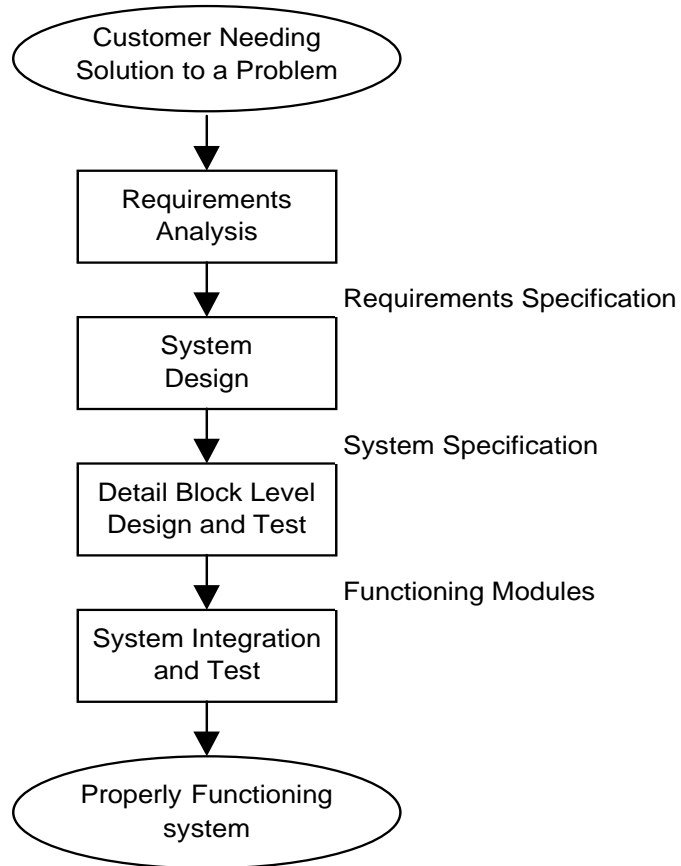 Customer Needing
Solution to a Problem
Requirements
Analysis
Requirements Specification
System
Design
System Specification
Detail Block Level
Design and Test
Functioning Modules
System Integration
and Test
Properly Functioning
system